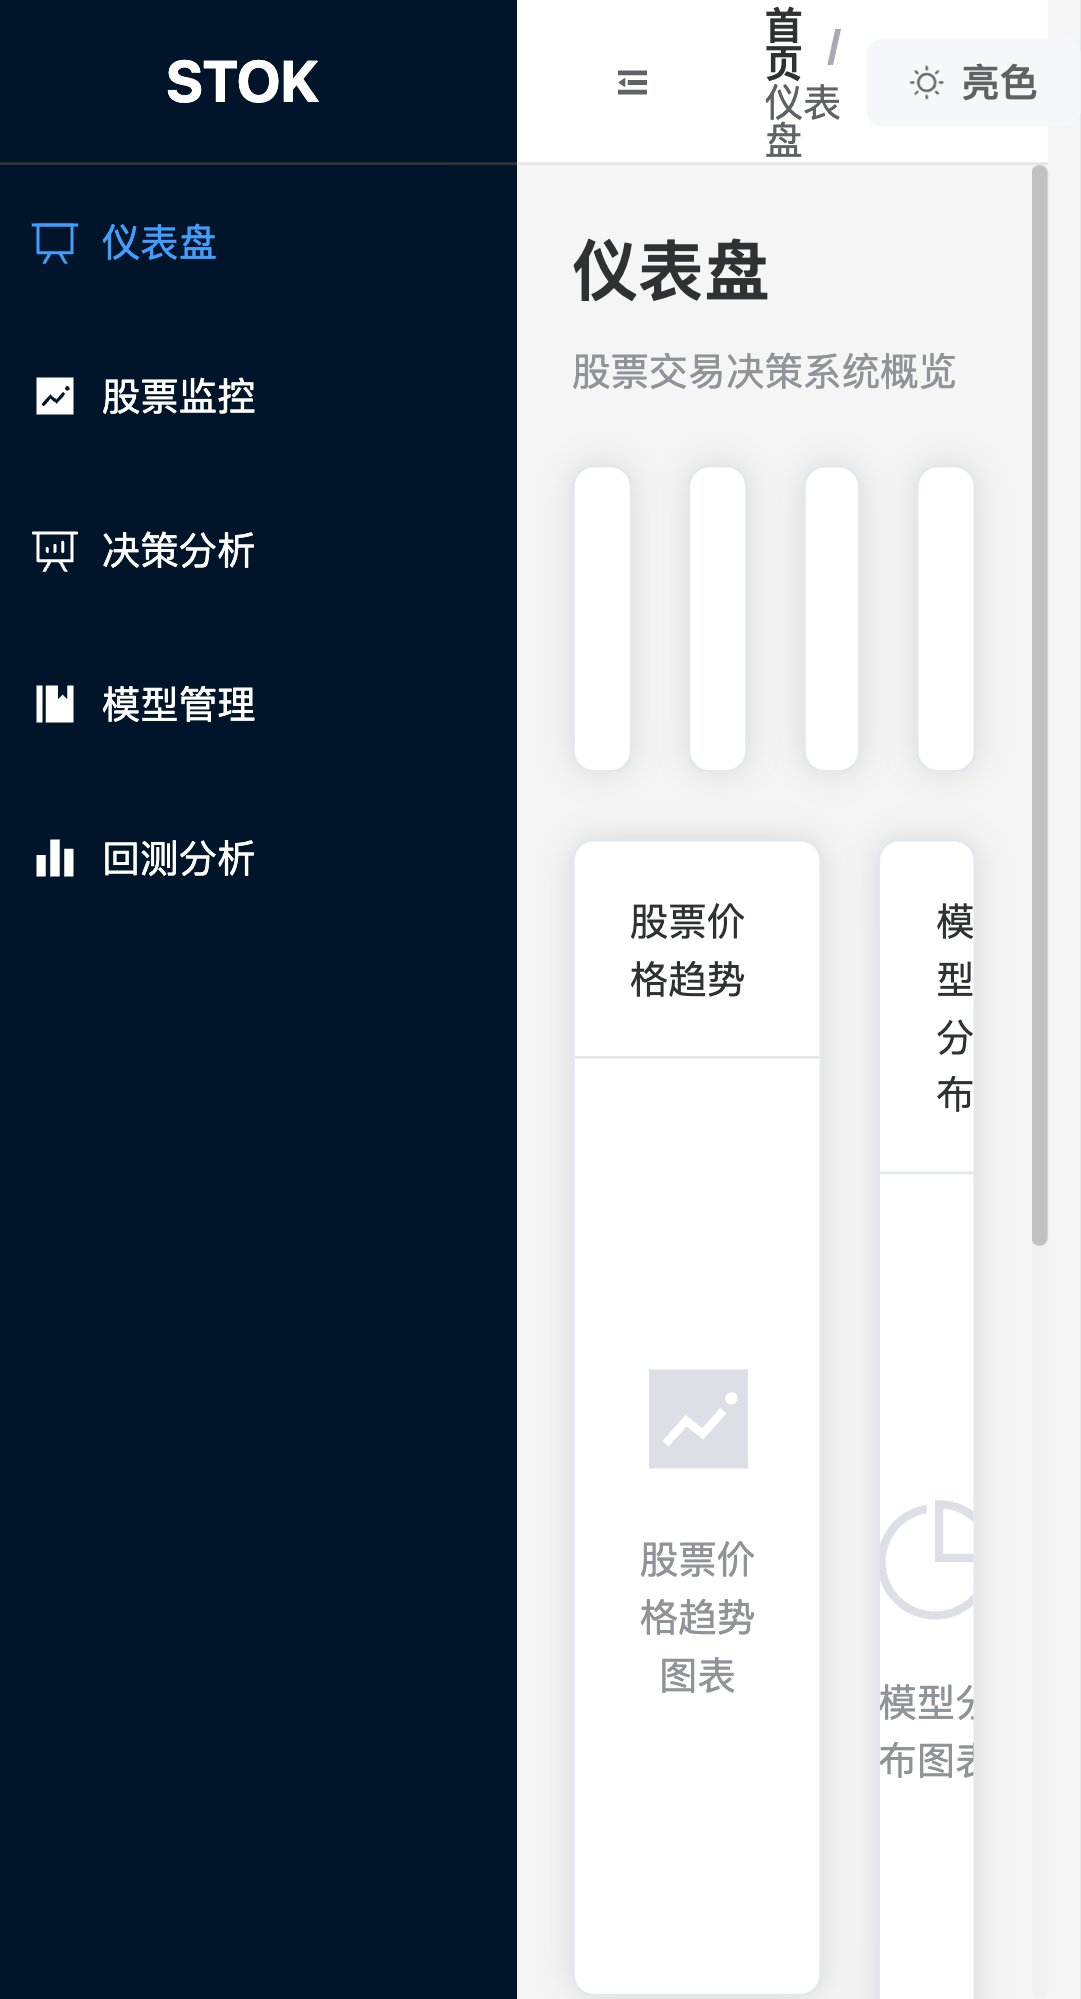 STOK
首
页 /
仪表
盘
亮色
仪表盘
股票监控
决策分析
模型管理
回测分析
仪表盘
股票交易决策系统概览
股票价
格趋势
模
型
分
布
股票价
格趋势
图表
模型分
布图表